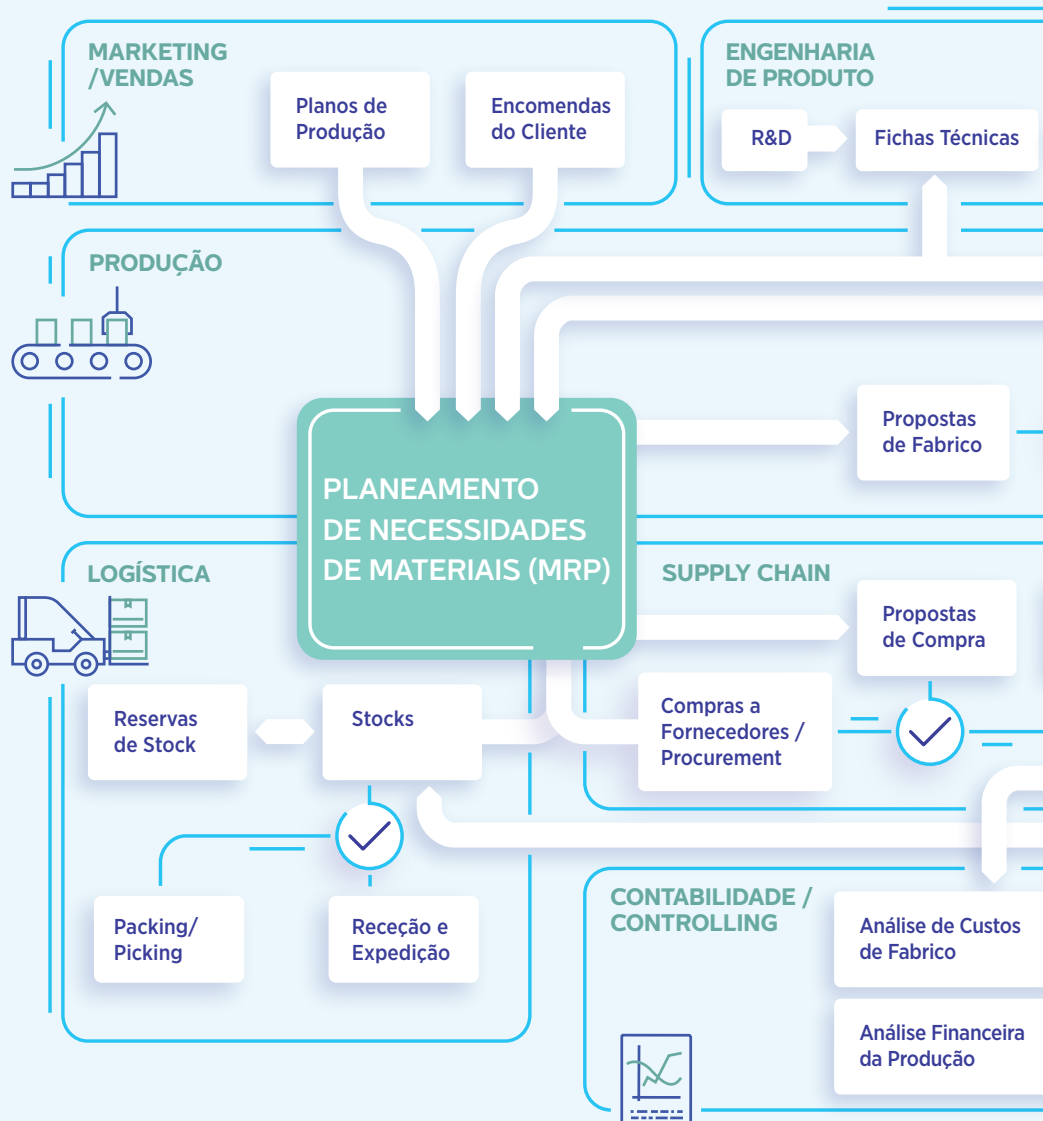 MARKETING
/VENDAS
Planos de
Produção
Encomendas
do Cliente
ENGENHARIA
DE PRODUTO
R&D
Fichas Técnicas
PRODUÇÃO
Propostas
de Fabrico
PLANEAMENTO
DE NECESSIDADES
DE MATERIAIS (MRP)
LOGÍSTICA
Reservas
de Stock
Stocks
Packing/
Picking
Receção e
Expedição
SUPPLY CHAIN
Propostas
de Compra
Compras a
Fornecedores /
Procurement
CONTABILIDADE /
CONTROLLING
Análise de Custos
de Fabrico
Análise Financeira
da Produção